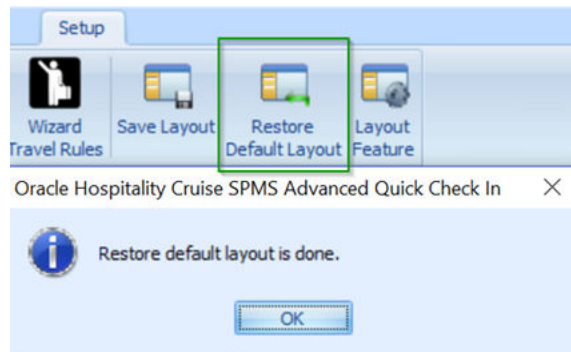 Setup
Wizard Save Layout Restore Layout
Travel Rules Default Layout Feature
Oracle Hospitality Cruise SPMS Advanced Quick Check In
Restore default layout is done.
OK